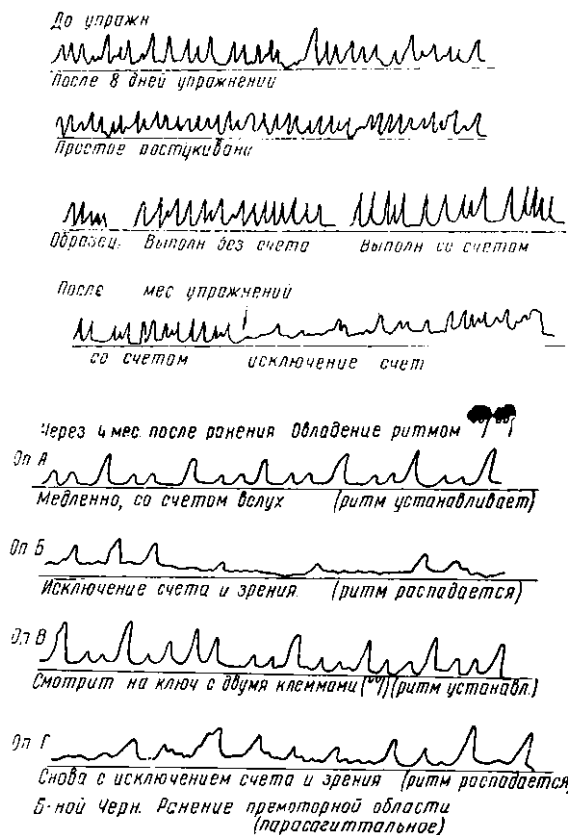 До упражн
После 8 дней упражнений
Простое востукивани
Образец. Выполн без счета Выполн со счетом
После мес упражнений
со счетом исключение счет
Через 4 мес. после ранения Овладение ритмом
Оп А
Медленно, со счетом вслух (ритм устанавливает)
Оп Б
Исключение счета и зрения. (ритм распадается)
Оп В
Смотрит на ключ с двумя клеммами (ритм устанавл.)
Оп Г
Снова с исключением счета и зрения (ритм распадается)
Б-ной Черн. Ранение премоторной области
(парасагиттальное)